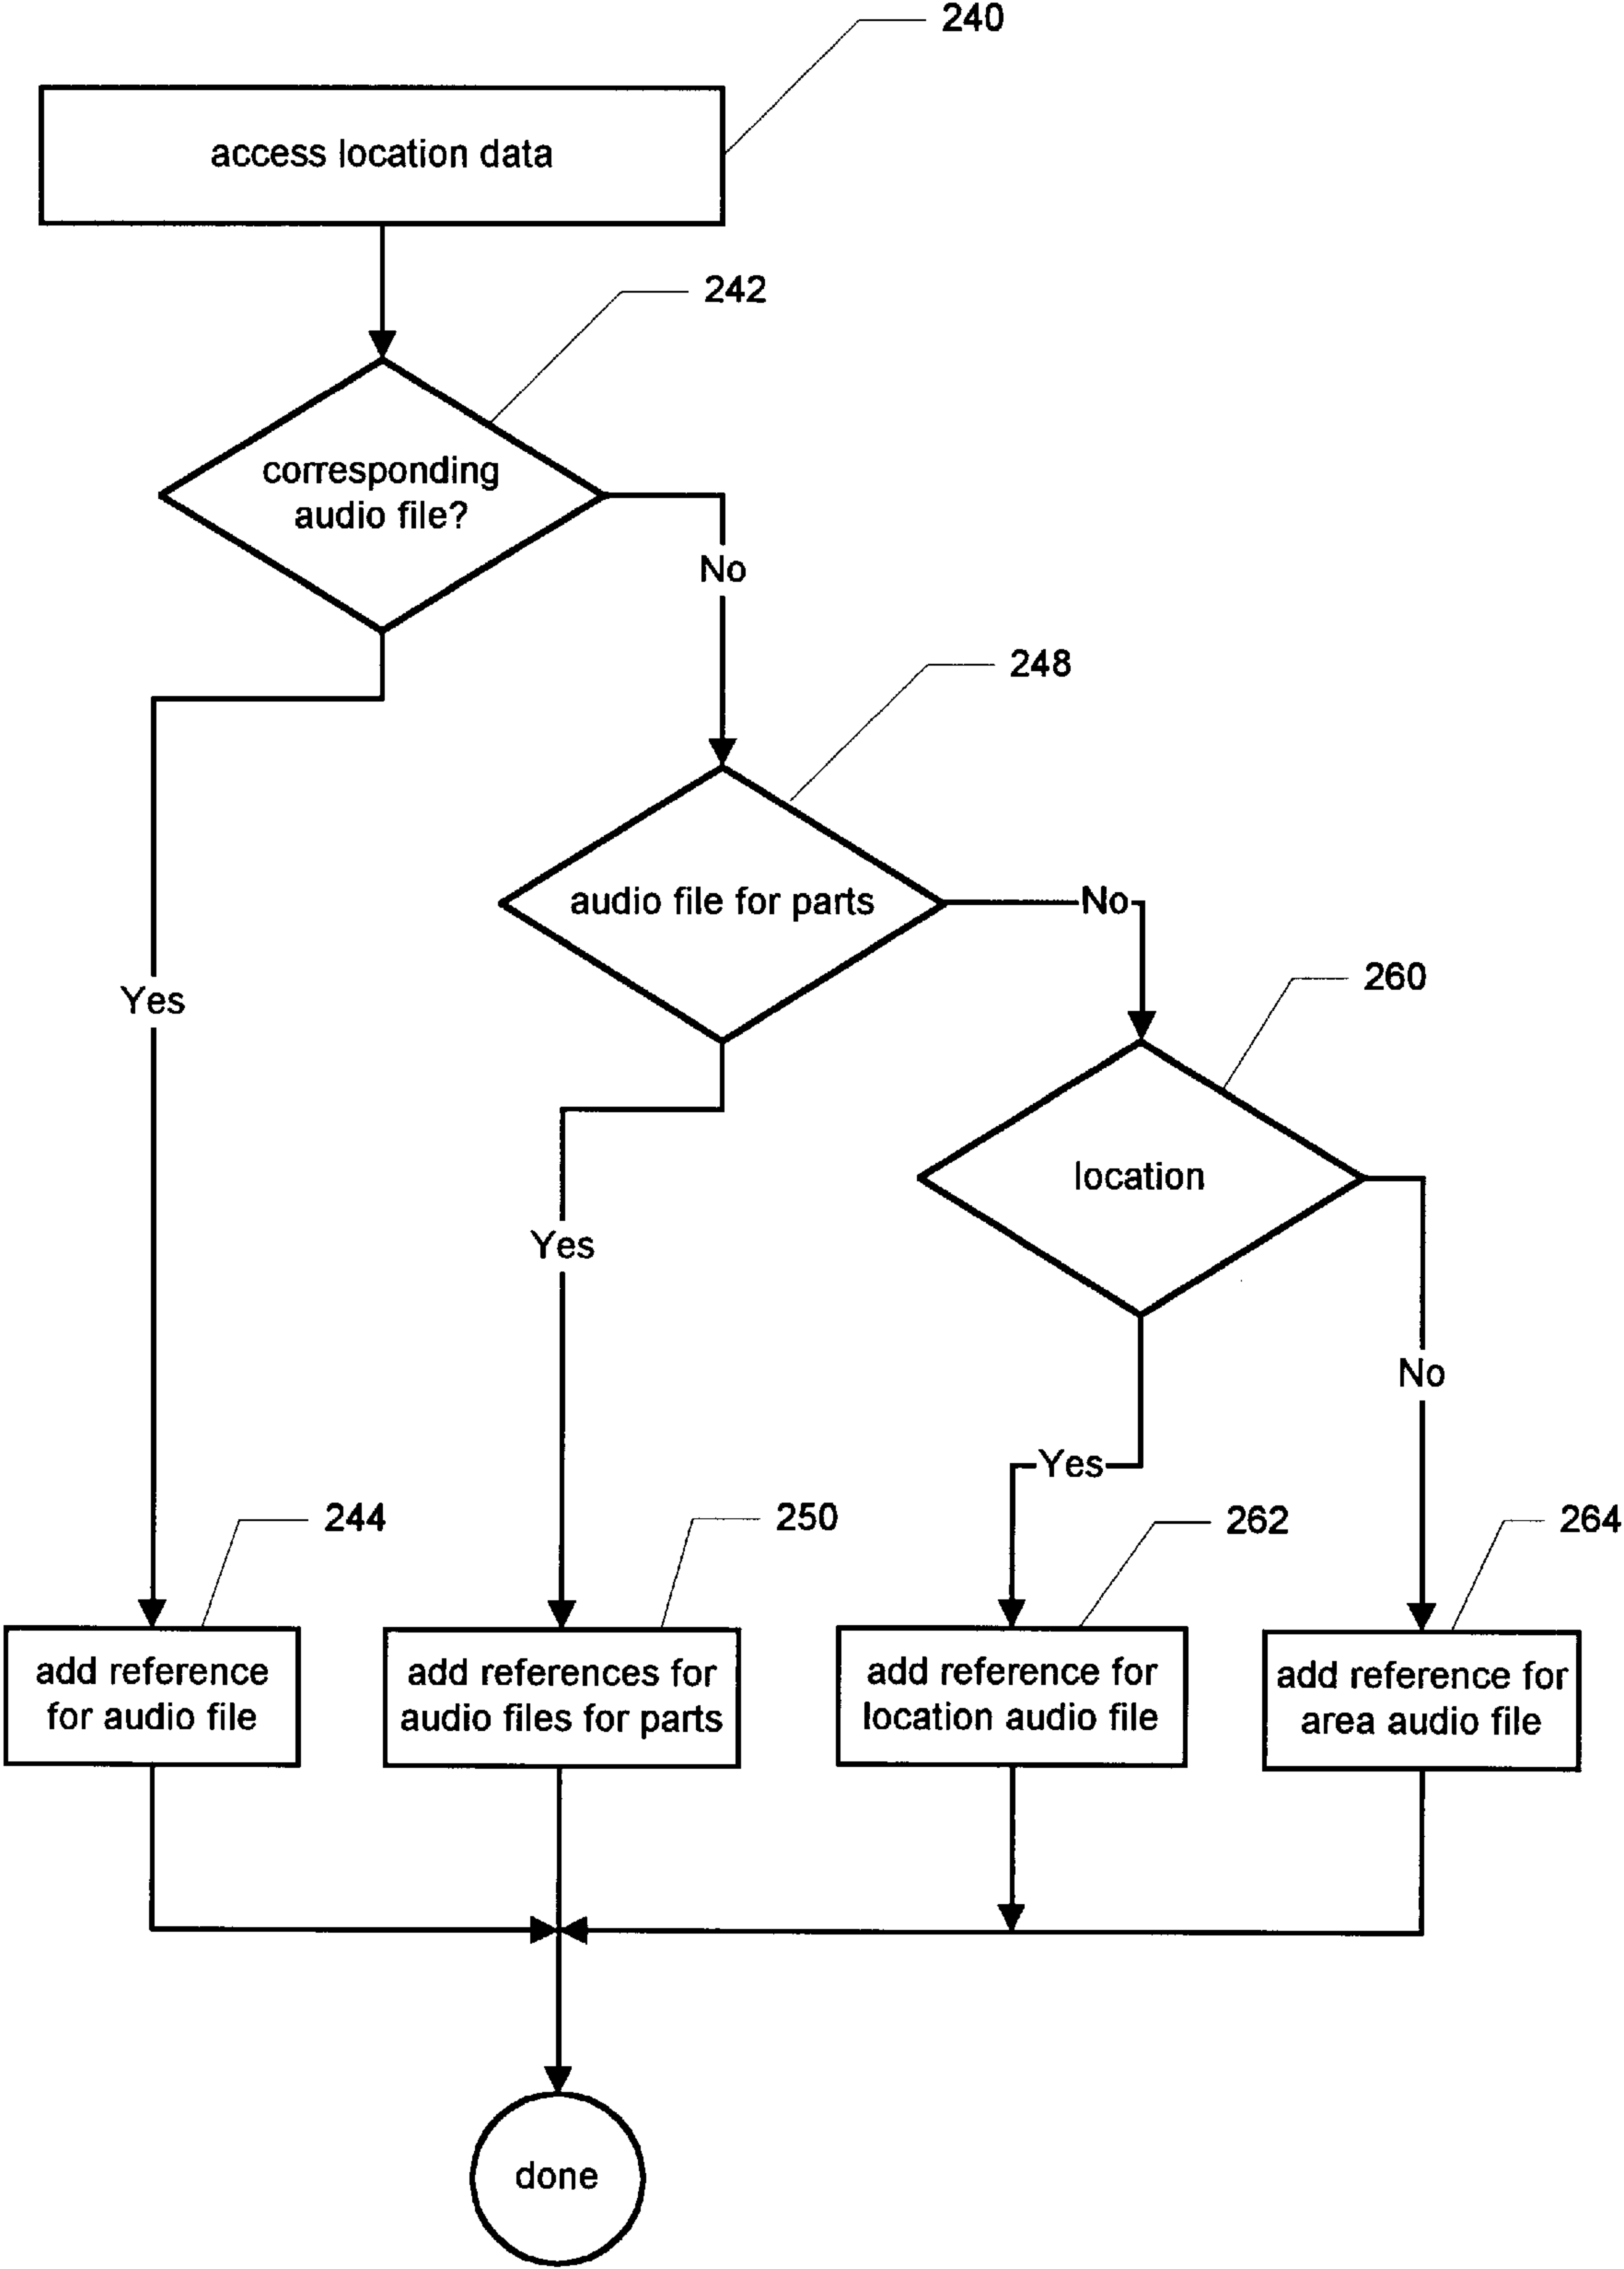 240
access location data
242
corresponding
audio file?
No
248
audio file for parts
No
260
Yes
location
Yes
No
Yes
244
250
262
264
add reference
for audio file
add references for
audio files for parts
add reference for
location audio file
add reference for
area audio file
done